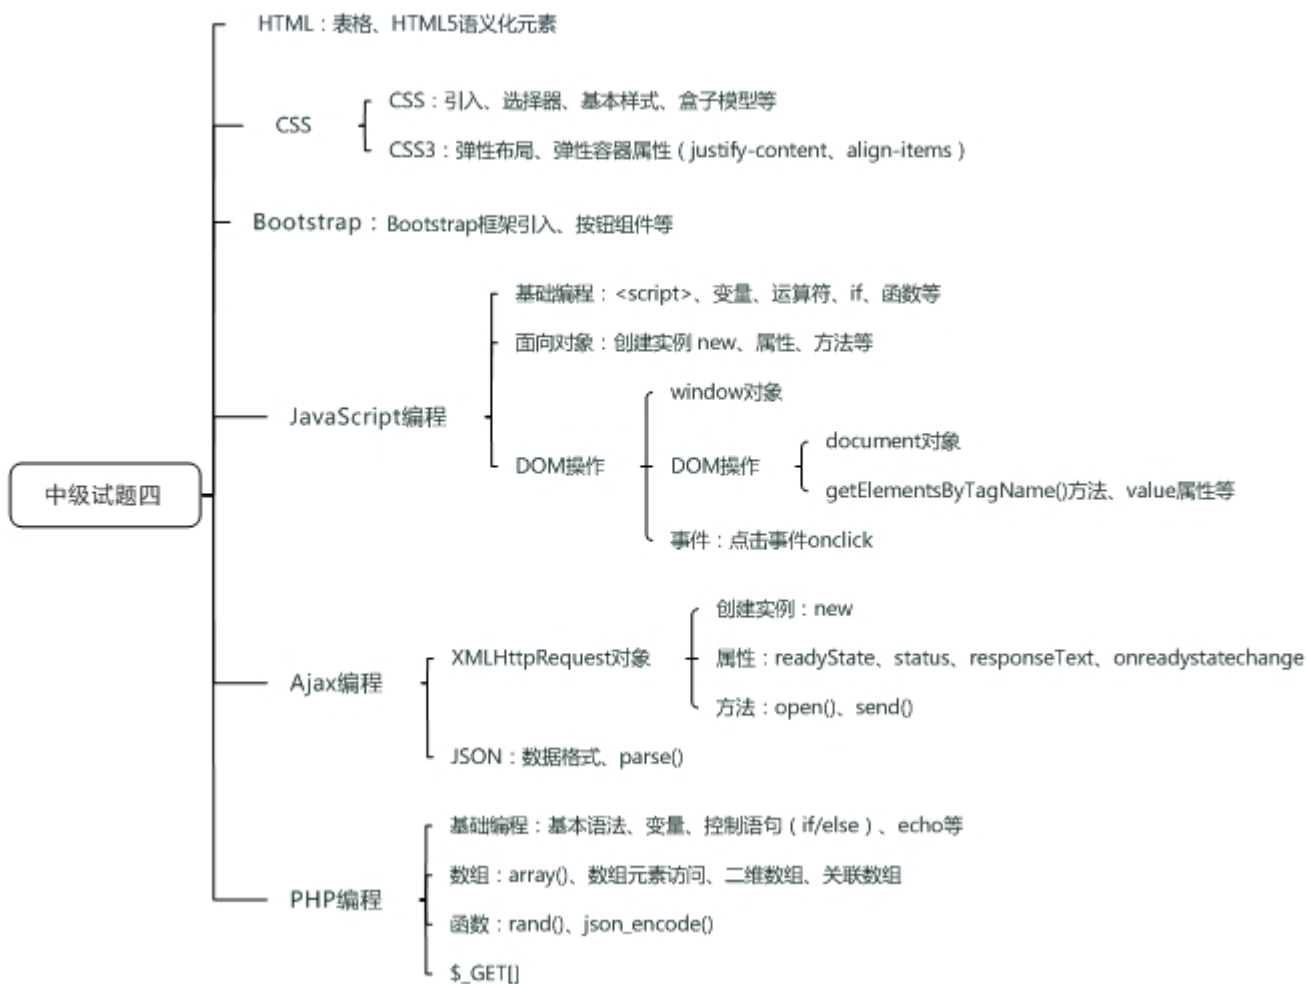 HTML：表格、HTML5语义化元素
CSS：引入、选择器、基本样式、盒子模型等
CSS
CSS3：弹性布局、弹性容器属性（justify-content、align-items）
Bootstrap：Bootstrap框架引入、按钮组件等
基础编程：<script>、变量、运算符、if、函数等
面向对象：创建实例 new、属性、方法等
window对象
JavaScript编程
document对象
DOM操作
DOM操作
getElementsByTagName()方法、value属性等
中级试题四
事件：点击事件onclick
创建实例：new
XMLHttpRequest对象
属性：readyState、status、responseText、onreadystatechange
Ajax编程
方法：open()、send()
JSON：数据格式、parse()
基础编程：基本语法、变量、控制语句（if/else）、echo等
数组：array()、数组元素访问、二维数组、关联数组
PHP编程
函数：rand()、json_encode()
$_GET[]